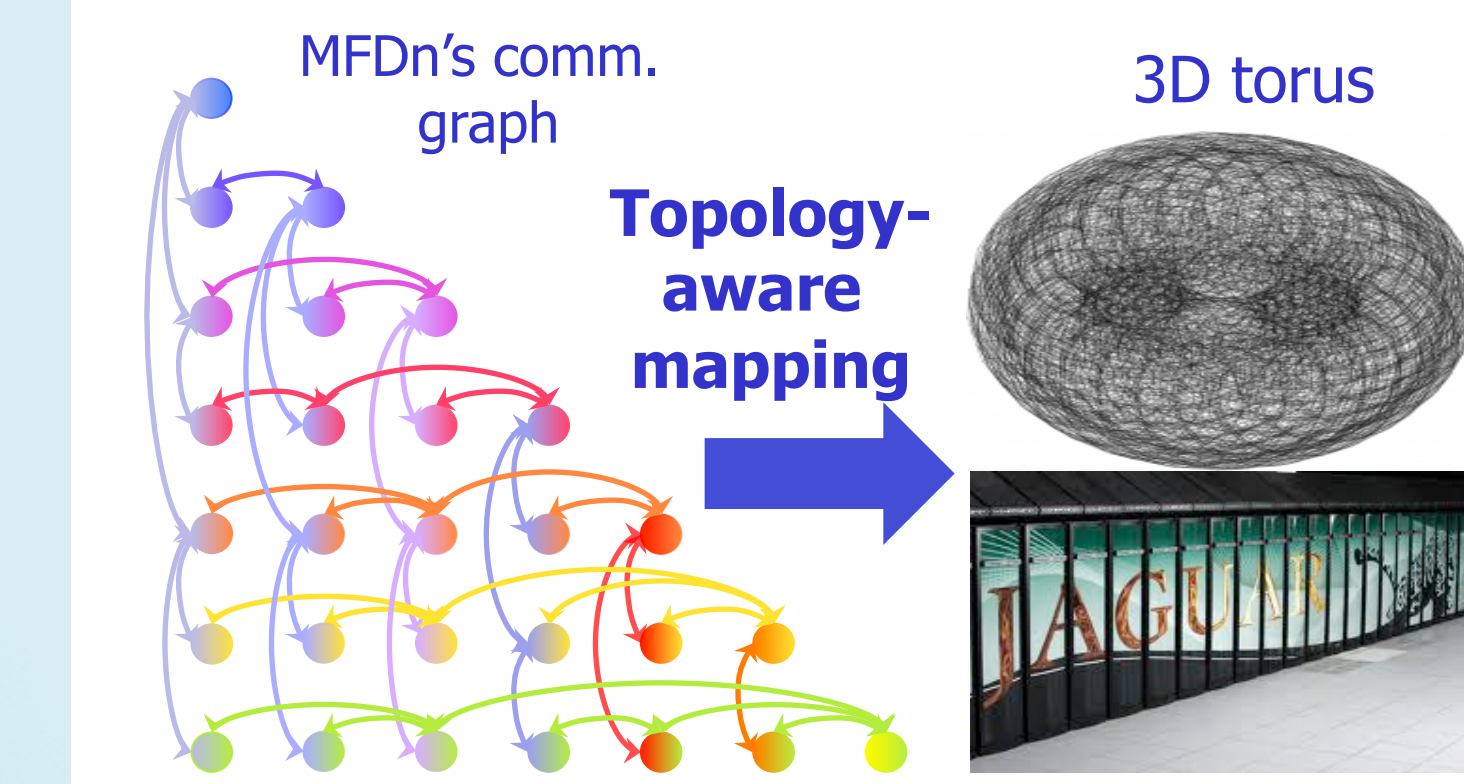 MFDn's comm.
graph
3D torus
Topology-
aware
mapping
JAGUAR